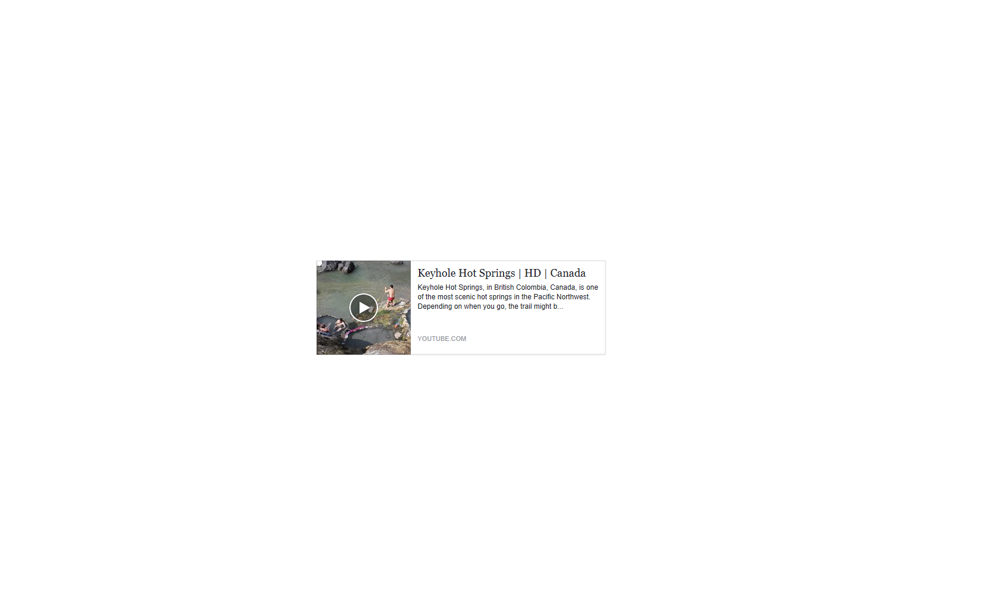 Keyhole Hot Springs | HD | Canada
Keyhole Hot Springs, in British Colombia, Canada, is one
of the most scenic hot springs in the Pacific Northwest.
Depending on when you go, the trail might b...
YOUTUBE.COM